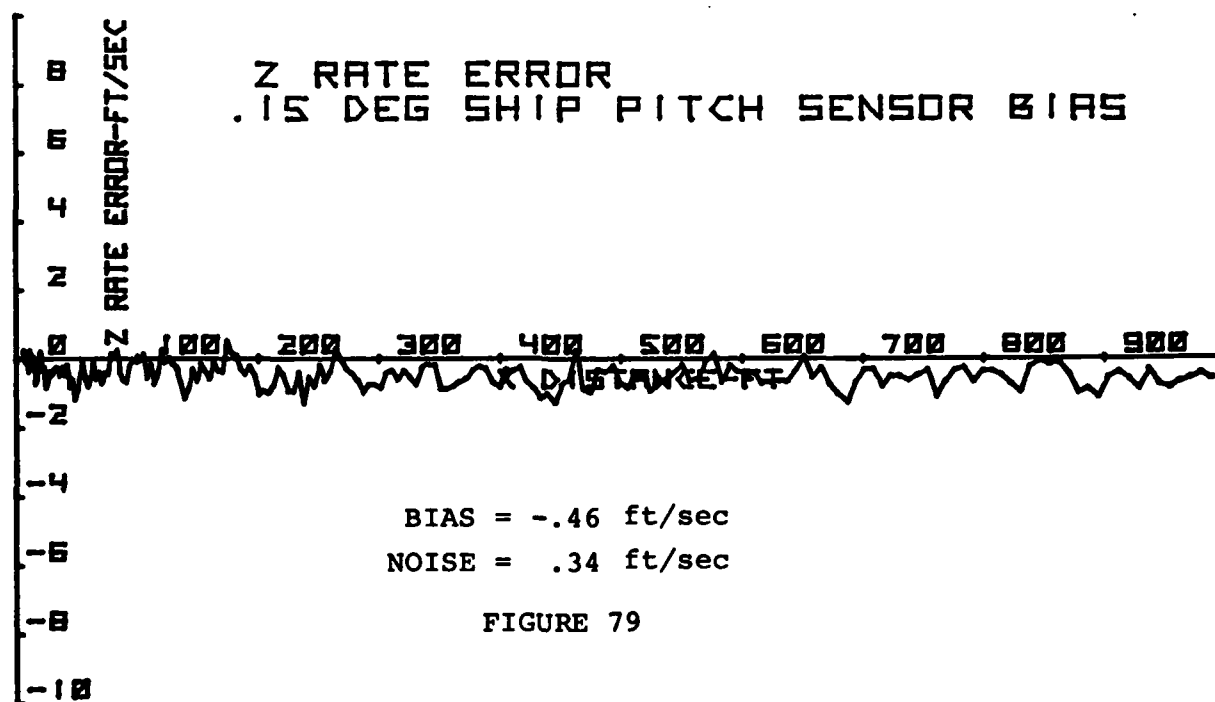 Z RATE ERROR
.15 DEG SHIP PITCH SENSOR BIAS
Z RATE ERROR-FT/SEC
8
6
4
2
0
-2
-4
-6
-8
-10
100 200 300 400 500 600 700 800 900
X DISTANCE-FT
BIAS = -.46 ft/sec
NOISE = .34 ft/sec
FIGURE 79